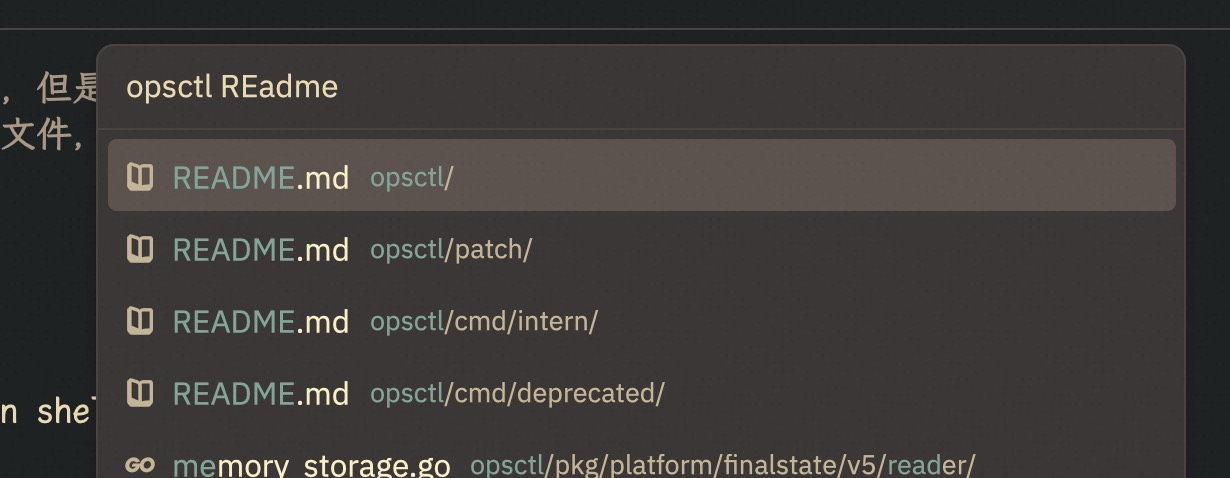 , 但是
文件,
opsctl REadme
README.md opsctl/
README.md opsctl/patch/
README.md opsctl/cmd/intern/
README.md opsctl/cmd/deprecated/
n she
GO memory_storage.go opsctl/pkg/platform/finalstate/v5/reader/